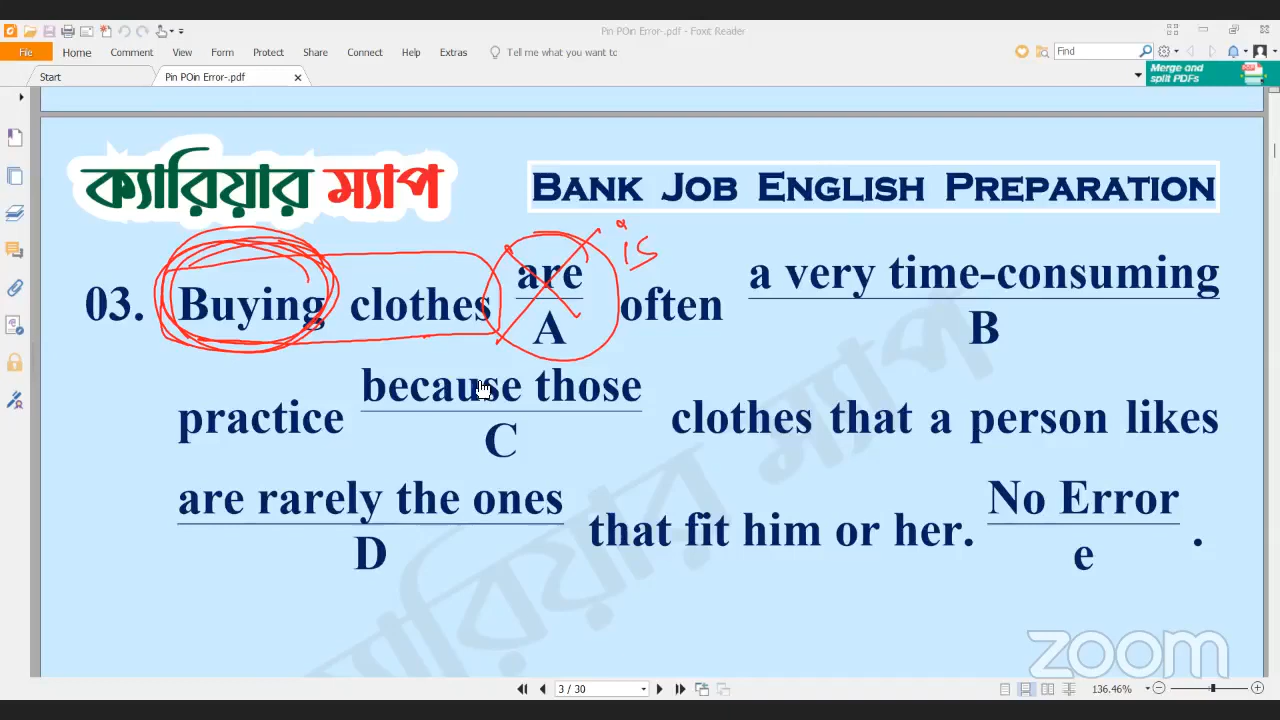 Pin POin Error-.pdf - Foxit Reader
File Home Comment View Form Protect Share Connect Help Extras Tell me what you want to Find
Start Pin POin Error-.pdf
Merge and
split PDFs
ক্যারিয়ার ম্যাপ BANK JOB ENGLISH PREPARATION
is
03. Buying clothes are often a very time-consuming
A B
practice because those clothes that a person likes
C
are rarely the ones that fit him or her. No Error .
D e
ক্যারিয়ার ম্যাপ
zoom
3 / 30 136.46%